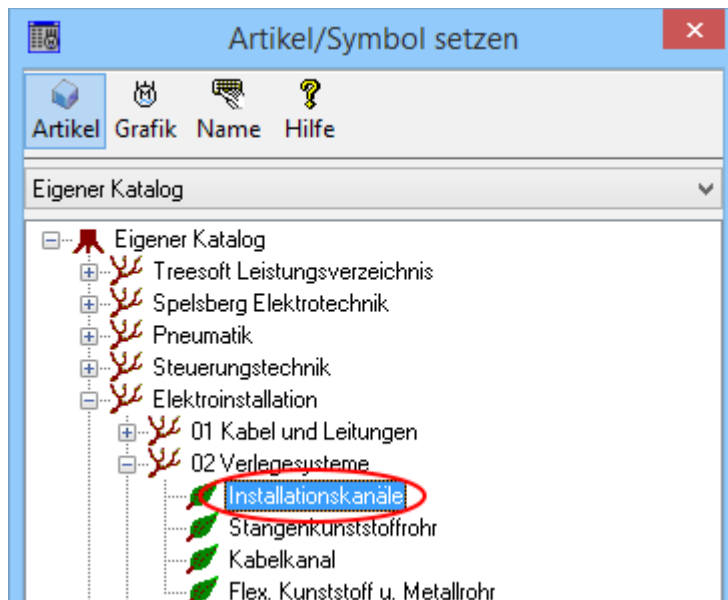 Artikel/Symbol setzen
Artikel Grafik Name Hilfe
Eigener Katalog
Eigener Katalog
Treesoft Leistungsverzeichnis
Spelsberg Elektrotechnik
Pneumatik
Steuerungstechnik
Elektroinstallation
01 Kabel und Leitungen
02 Verlegesysteme
Installationskanäle
Stangenkunststoffrohr
Kabelkanal
Flex. Kunststoff u. Metallrohr